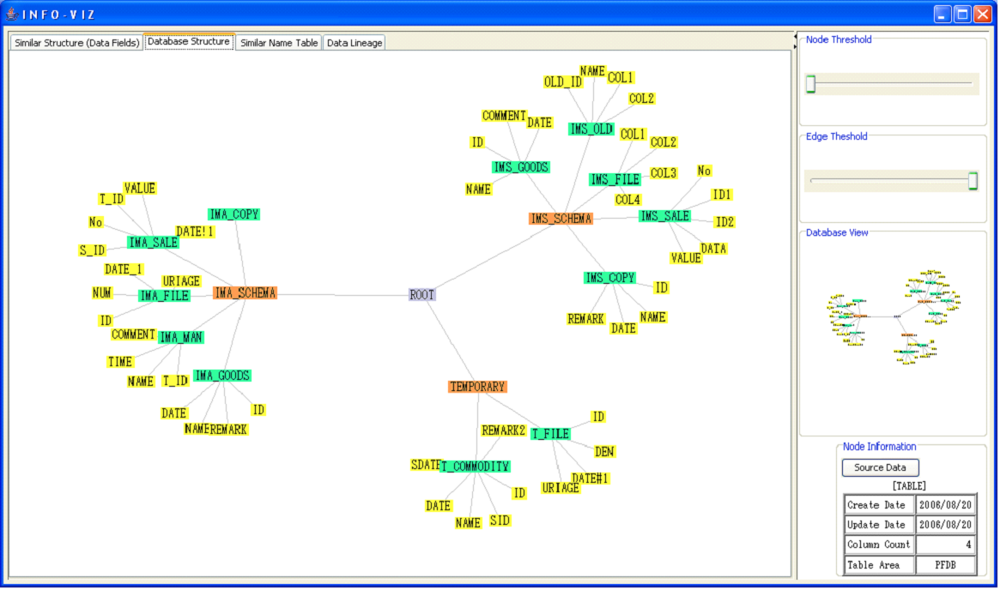 INFO-VIZ
Similar Structure (Data Fields) Database Structure Similar Name Table Data Lineage
Node Threshold
Edge Theshold
Database View
Node Information
Source Data
[TABLE]
Create Date 2006/08/20
Update Date 2006/08/20
Column Count 4
Table Area PFDB
ROOT
IMS_SCHEMA
IMS_OLD
OLD_ID
NAME
COL1
COL2
IMS_GOODS
COMMENT
DATE
ID
NAME
IMS_FILE
COL1
COL2
COL3
COL4
IMS_SALE
No
ID1
ID2
DATA
VALUE
IMS_COPY
ID
NAME
DATE
REMARK
IMA_SCHEMA
IMA_COPY
IMA_SALE
VALUE
T_ID
No
S_ID
DATE!1
IMA_FILE
DATE_1
URIAGE
NUM
ID
IMA_MAN
COMMENT
TIME
NAME
T_ID
IMA_GOODS
DATE
NAME
REMARK
ID
TEMPORARY
T_FILE
ID
DEN
DATE#1
URIAGE
T_COMMODITY
REMARK2
SDATE
DATE
NAME
SID
ID